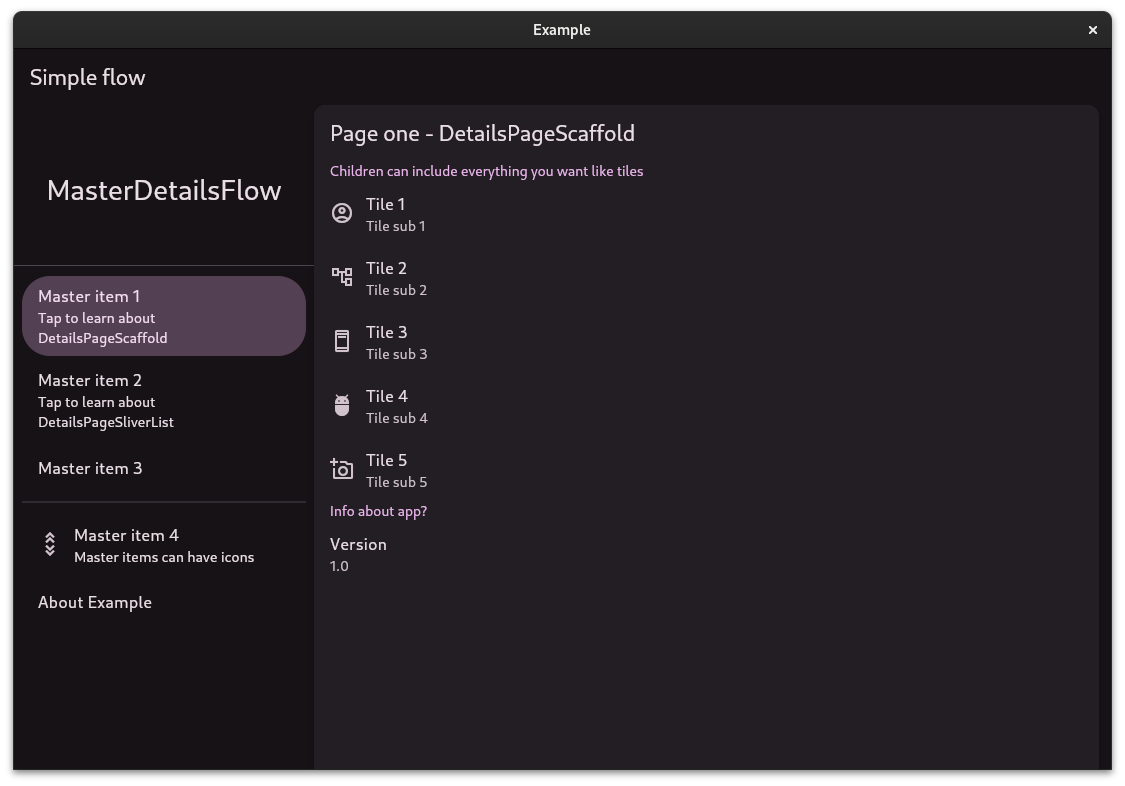 Example
Simple flow
MasterDetailsFlow
Master item 1
Tap to learn about
DetailsPageScaffold
Master item 2
Tap to learn about
DetailsPageSliverList
Master item 3
Master item 4
Master items can have icons
About Example
Page one - DetailsPageScaffold
Children can include everything you want like tiles
Tile 1
Tile sub 1
Tile 2
Tile sub 2
Tile 3
Tile sub 3
Tile 4
Tile sub 4
Tile 5
Tile sub 5
Info about app?
Version
1.0